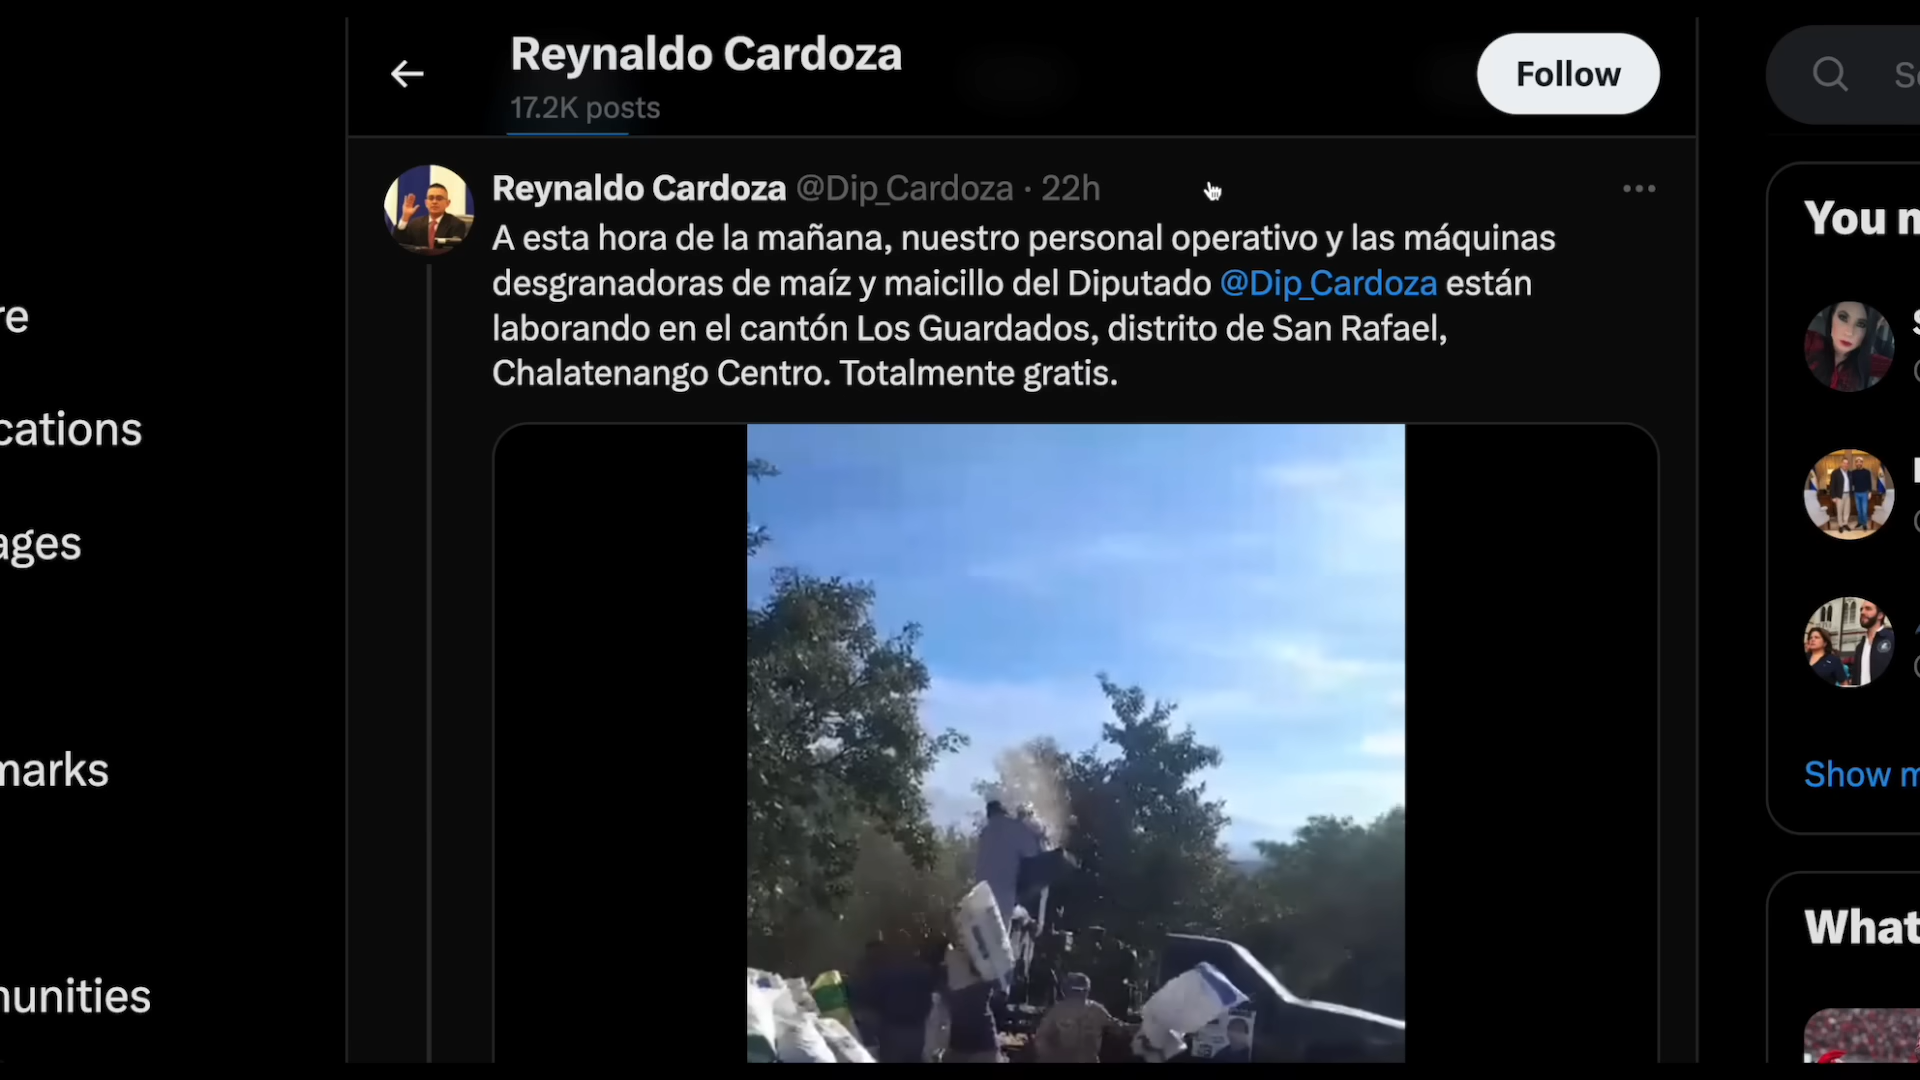 Reynaldo Cardoza
17.2K posts
Follow
Reynaldo Cardoza @Dip_Cardoza · 22h
A esta hora de la mañana, nuestro personal operativo y las máquinas
desgranadoras de maíz y maicillo del Diputado @Dip_Cardoza están
laborando en el cantón Los Guardados, distrito de San Rafael,
Chalatenango Centro. Totalmente gratis.
re
cations
ages
marks
nunities
You m
Show m
What